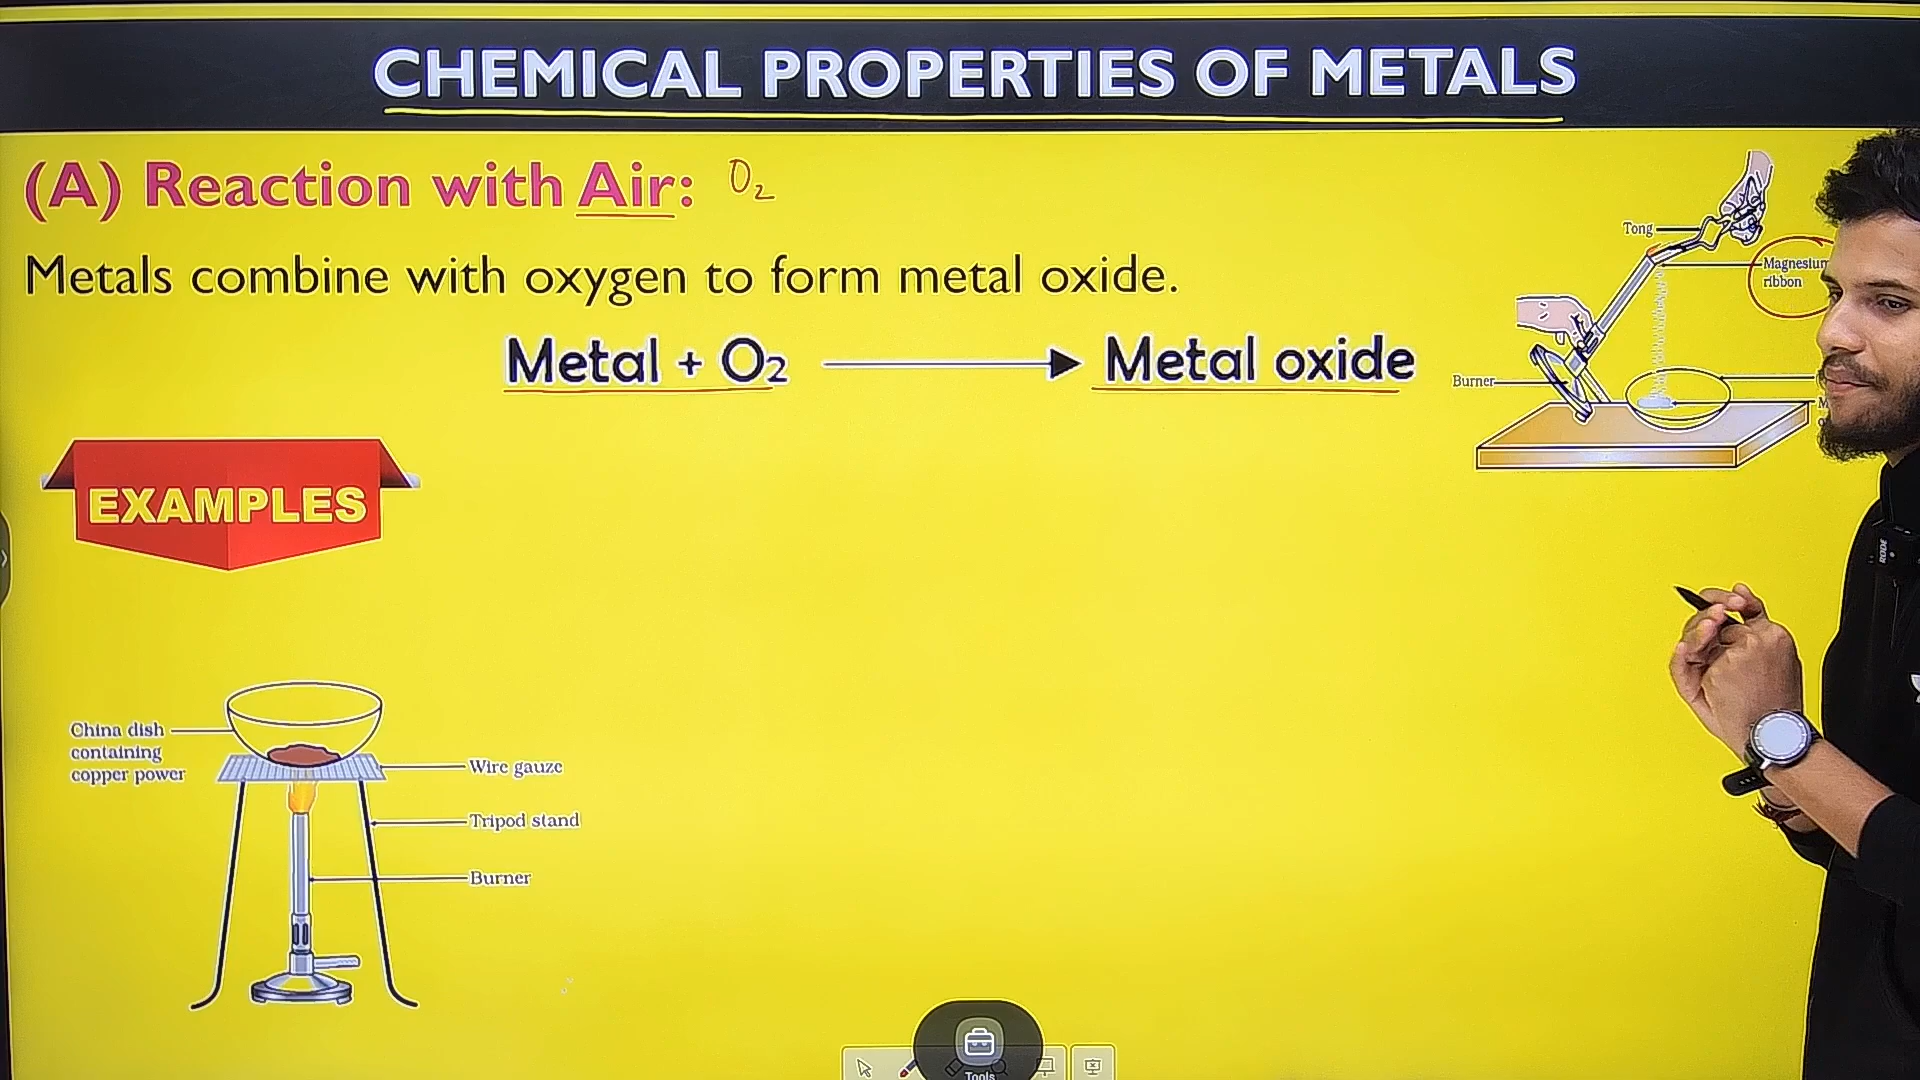 CHEMICAL PROPERTIES OF METALS
(A) Reaction with Air: O₂
Metals combine with oxygen to form metal oxide.
Metal + O₂ → Metal oxide
Tong
ribbon
Burner
EXAMPLES
China dish
containing
copper power
Wire gauze
Tripod stand
Burner
RODE
Tools